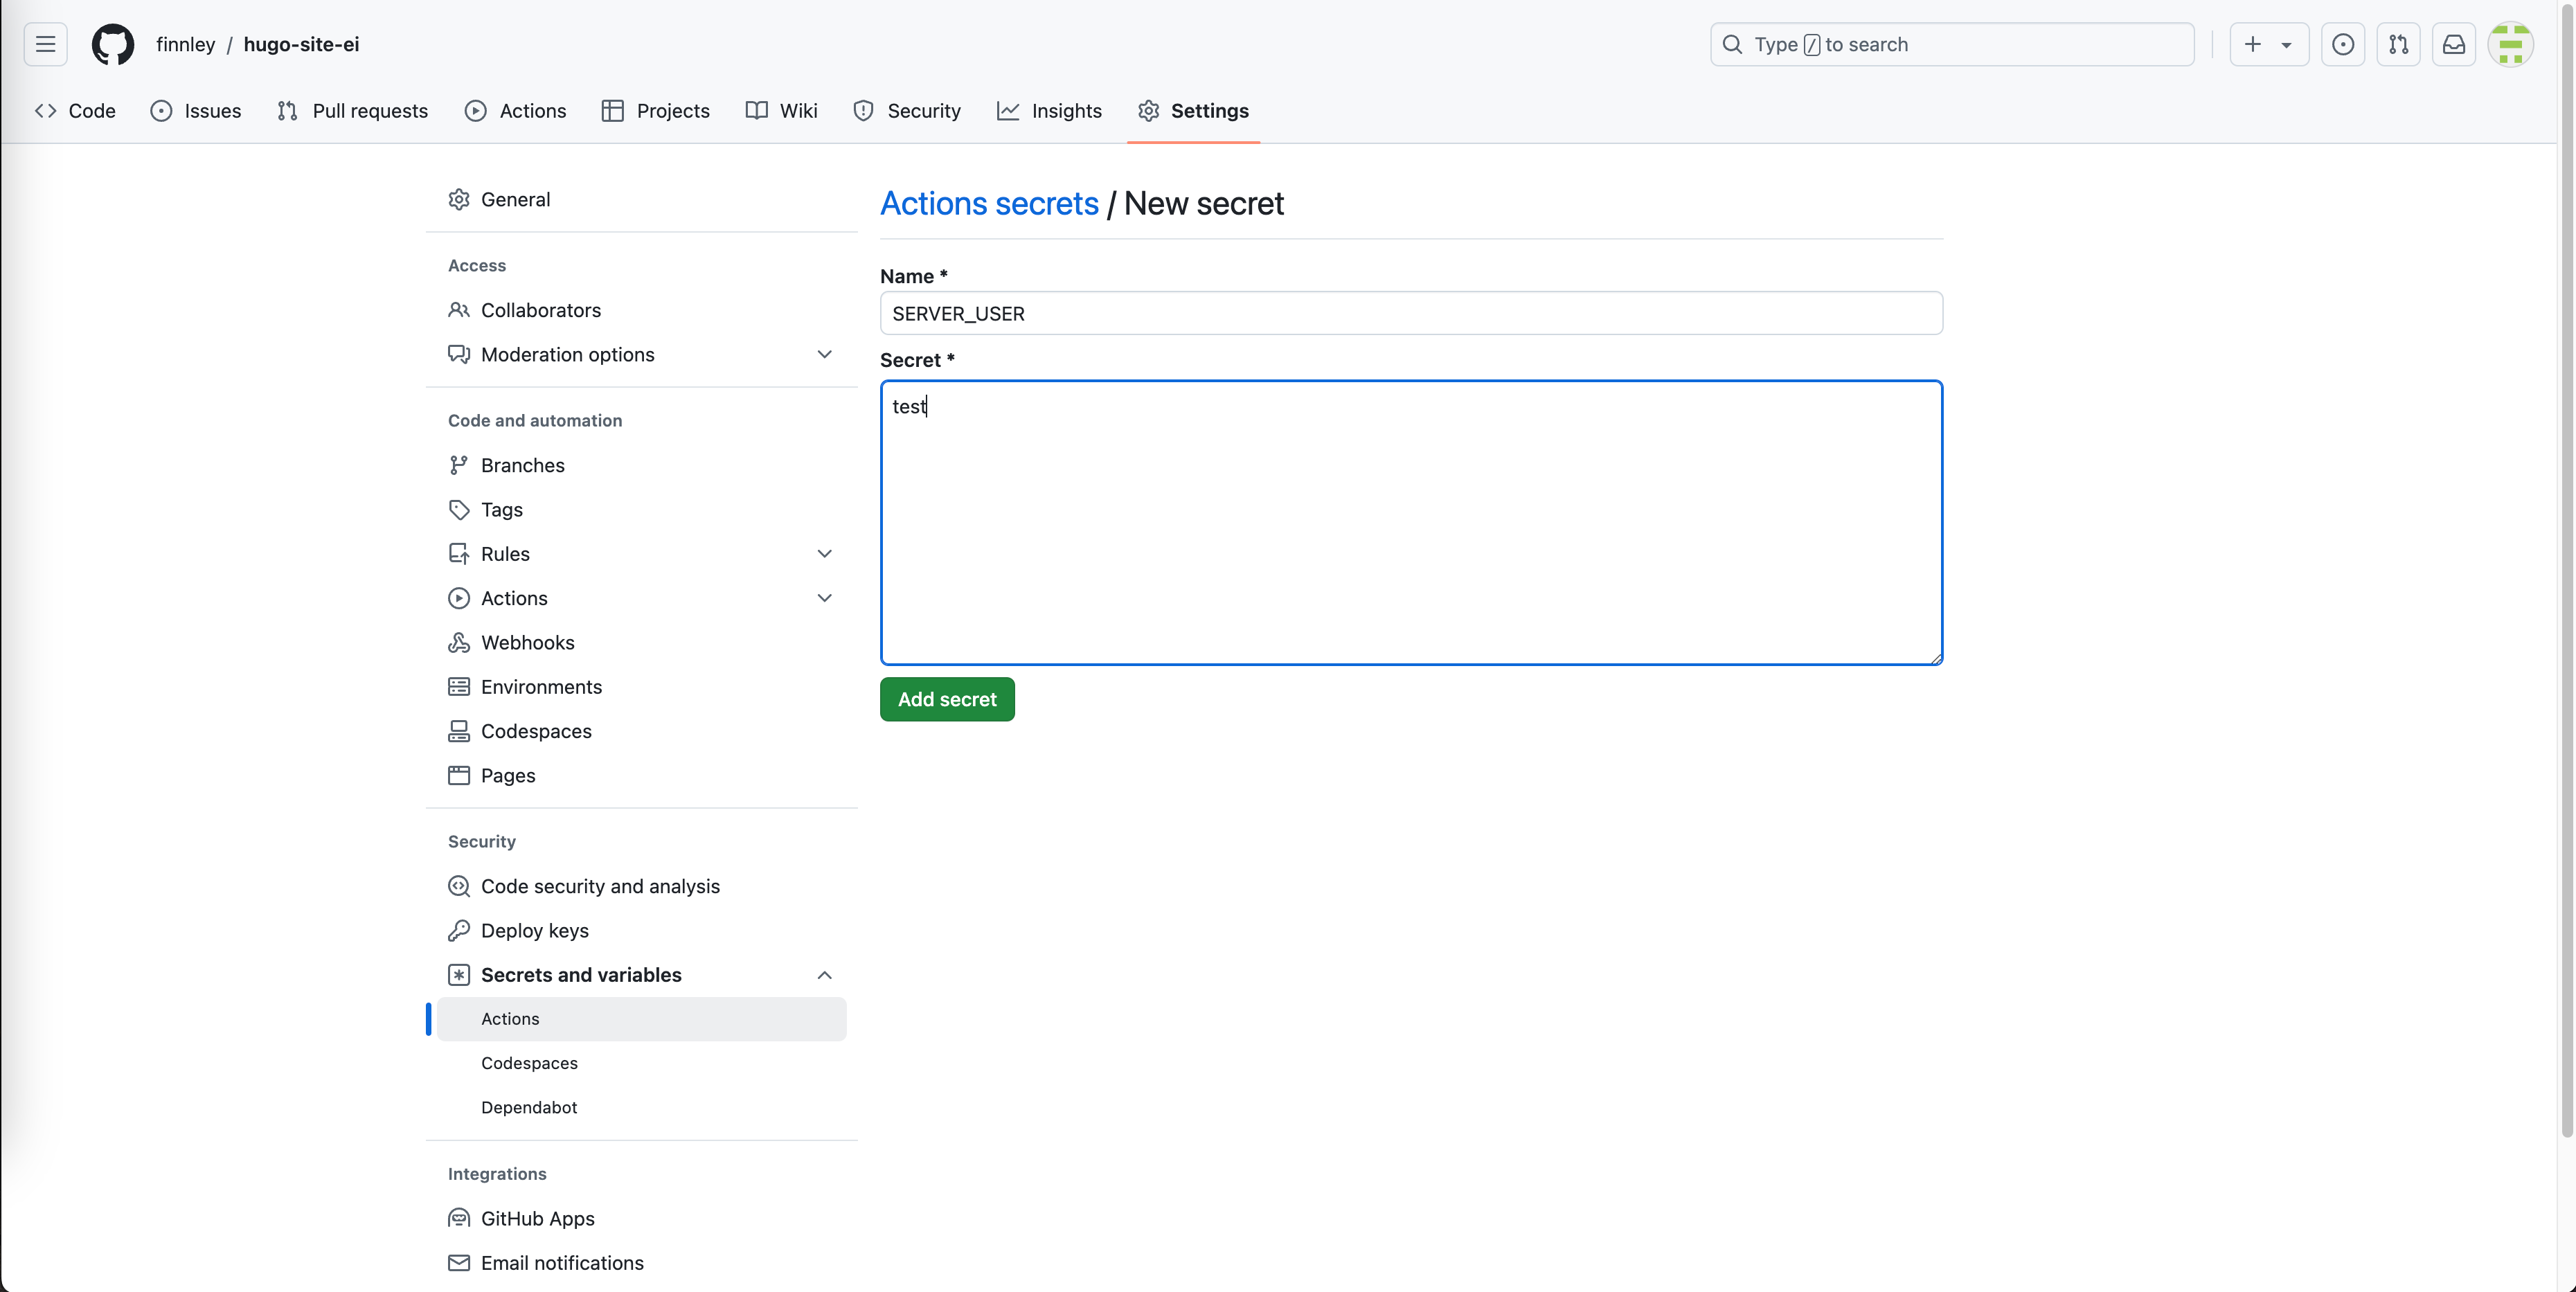 finnley / hugo-site-ei
Type / to search
Code Issues Pull requests Actions Projects Wiki Security Insights Settings
General
Access
Collaborators
Moderation options
Code and automation
Branches
Tags
Rules
Actions
Webhooks
Environments
Codespaces
Pages
Security
Code security and analysis
Deploy keys
Secrets and variables
Actions
Codespaces
Dependabot
Integrations
GitHub Apps
Email notifications
Actions secrets / New secret
Name *
SERVER_USER
Secret *
test
Add secret